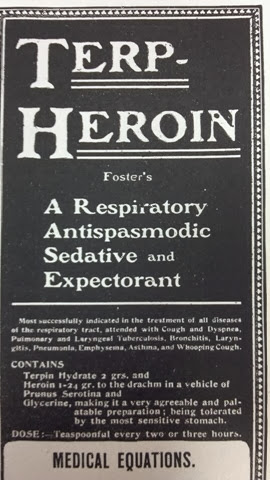 TERP-
HEROIN
Foster's
A Respiratory
Antispasmodic
Sedative and
Expectorant
Most successfully indicated in the treatment of all diseases
of the respiratory tract, attended with Cough and Dyspnea,
Pulmonary and Laryngeal Tuberculosis, Bronchitis, Laryn-
gitis, Pneumonia, Emphysema, Asthma, and Whooping Cough.
CONTAINS
Terpin Hydrate 2 grs. and
Heroin 1-24 gr. to the drachm in a vehicle of
Prunus Serotina and
Glycerine, making it a very agreeable and pal-
atable preparation; being tolerated
by the most sensitive stomach.
DOSE:—Teaspoonful every two or three hours.
MEDICAL EQUATIONS.